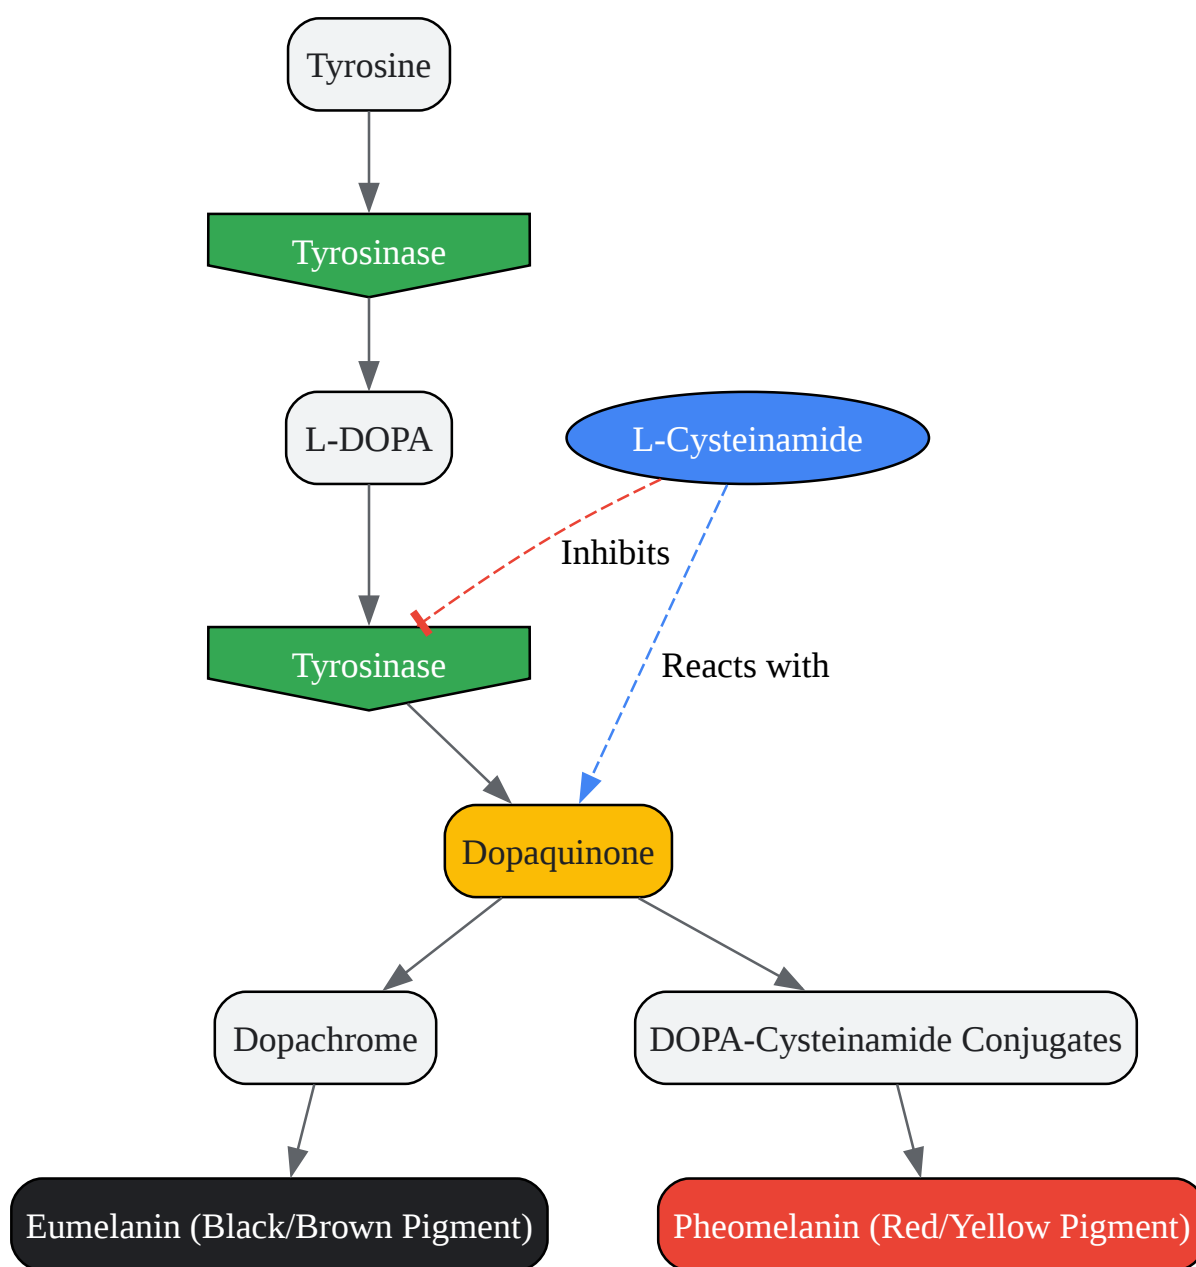 Tyrosine
Tyrosinase
L-DOPA
L-Cysteinamide
Inhibits
Tyrosinase
Reacts with
Dopaquinone
Dopachrome
DOPA-Cysteinamide Conjugates
Eumelanin (Black/Brown Pigment)
Pheomelanin (Red/Yellow Pigment)